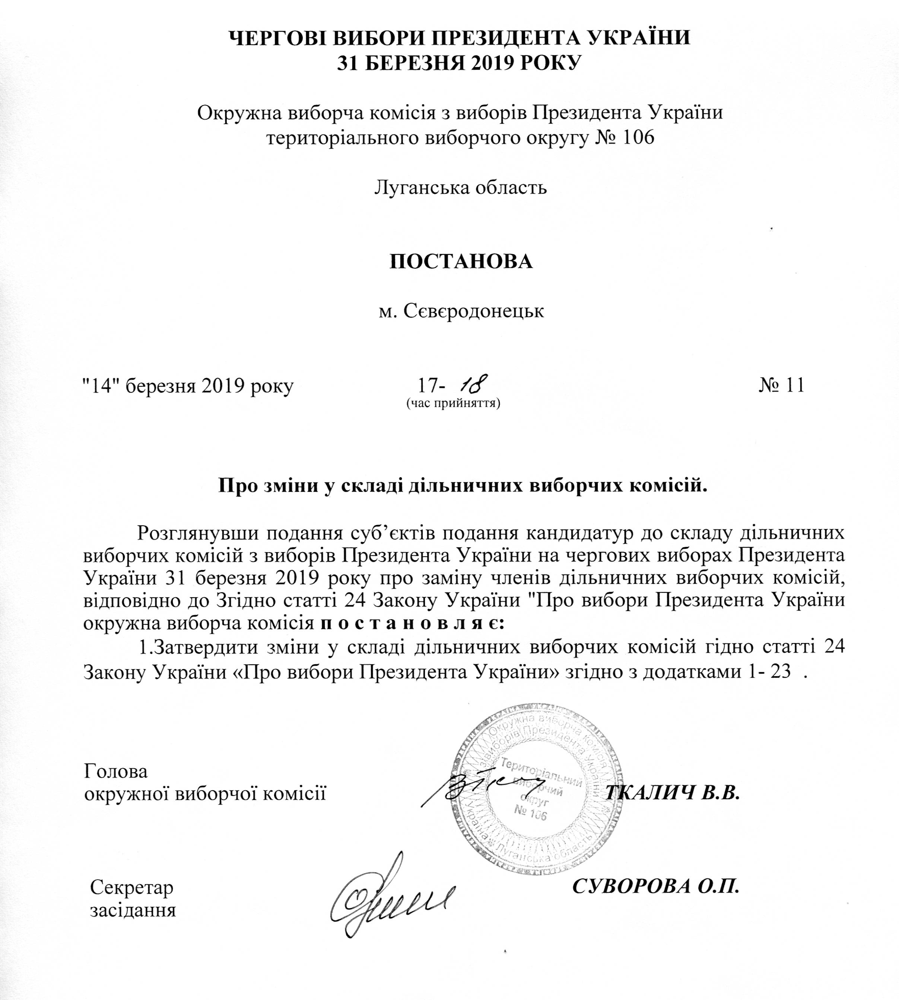 ЧЕРГОВІ ВИБОРИ ПРЕЗИДЕНТА УКРАЇНИ
31 БЕРЕЗНЯ 2019 РОКУ
Окружна виборча комісія з виборів Президента України
територіального виборчого округу № 106
Луганська область
ПОСТАНОВА
м. Сєвєродонецьк
"14" березня 2019 року 17- 18 № 11
(час прийняття)
Про зміни у складі дільничних виборчих комісій.
Розглянувши подання суб’єктів подання кандидатур до складу дільничних
виборчих комісій з виборів Президента України на чергових виборах Президента
України 31 березня 2019 року про заміну членів дільничних виборчих комісій,
відповідно до Згідно статті 24 Закону України "Про вибори Президента України
окружна виборча комісія п о с т а н о в л я є:
1.Затвердити зміни у складі дільничних виборчих комісій гідно статті 24
Закону України «Про вибори Президента України» згідно з додатками 1- 23 .
Окружна виборча комісія
з виборів Президента України
Територіальний
виборчий
округ
№ 106
Україна * Луганська область *
Голова
окружної виборчої комісії ТКАЛИЧ В.В.
Секретар СУВОРОВА О.П.
засідання